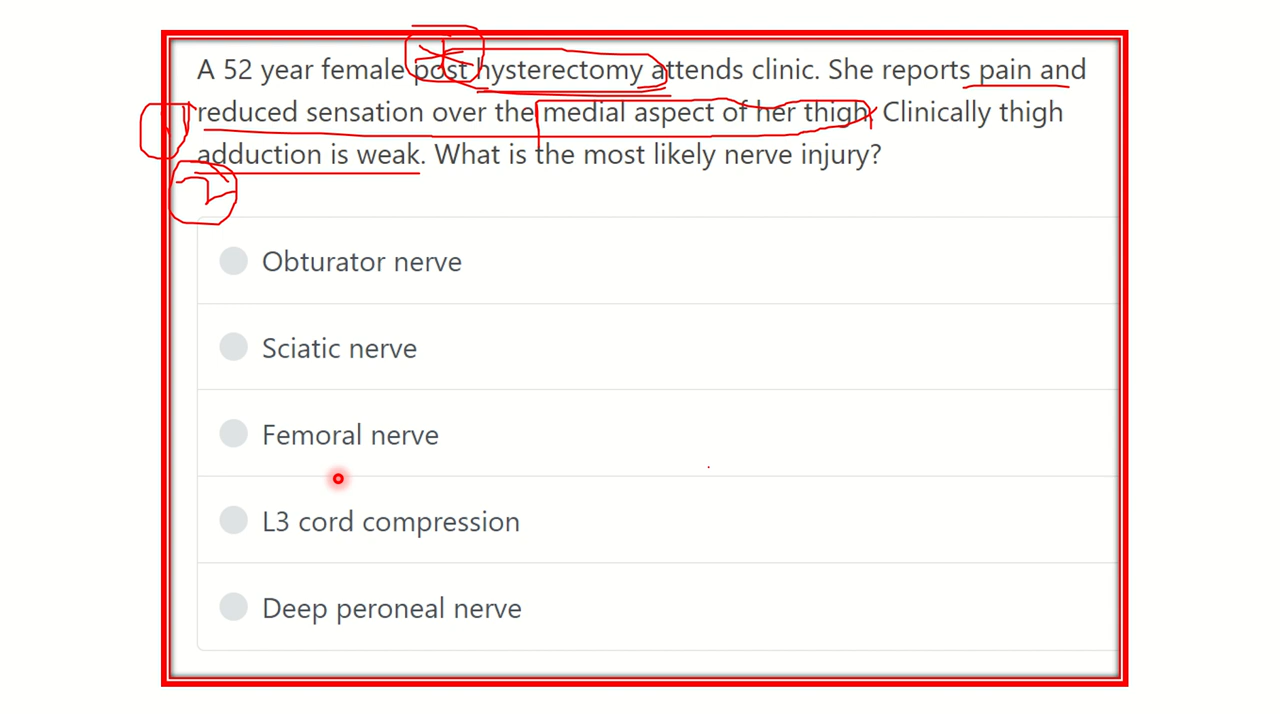 A 52 year female post hysterectomy attends clinic. She reports pain and
reduced sensation over the medial aspect of her thigh. Clinically thigh
adduction is weak. What is the most likely nerve injury?
Obturator nerve
Sciatic nerve
Femoral nerve
L3 cord compression
Deep peroneal nerve